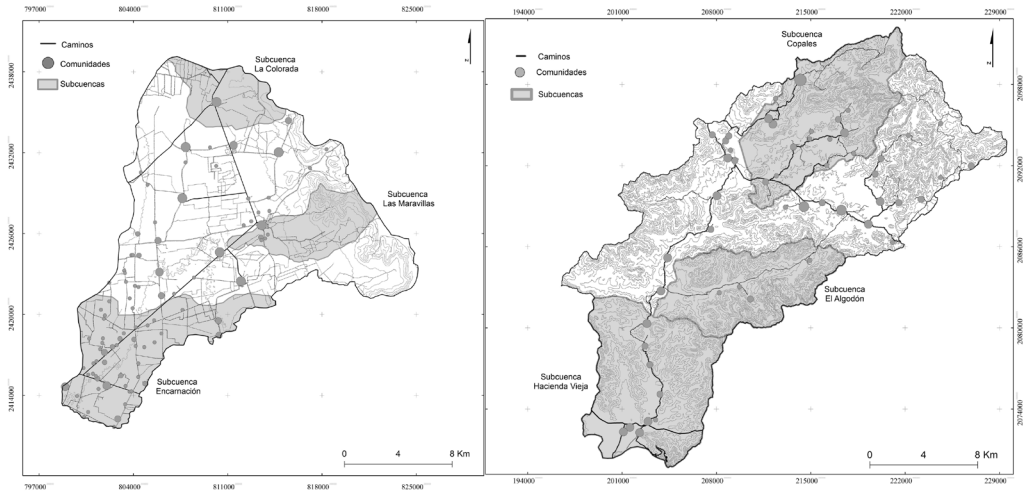 797000 804000 811000 818000 825000
2438000
2432000
2426000
2420000
2414000
Caminos
Comunidades
Subcuencas
Subcuenca
La Colorada
Subcuenca
Las Maravillas
Subcuenca
Encarnación
N
0 4 8 Km
797000 804000 811000 818000 825000
194000 201000 208000 215000 222000 229000
2098000
2092000
2086000
2080000
2074000
Caminos
Comunidades
Subcuencas
Subcuenca
Copales
Subcuenca
El Algodón
Subcuenca
Hacienda Vieja
N
0 4 8 Km
194000 201000 208000 215000 222000 229000